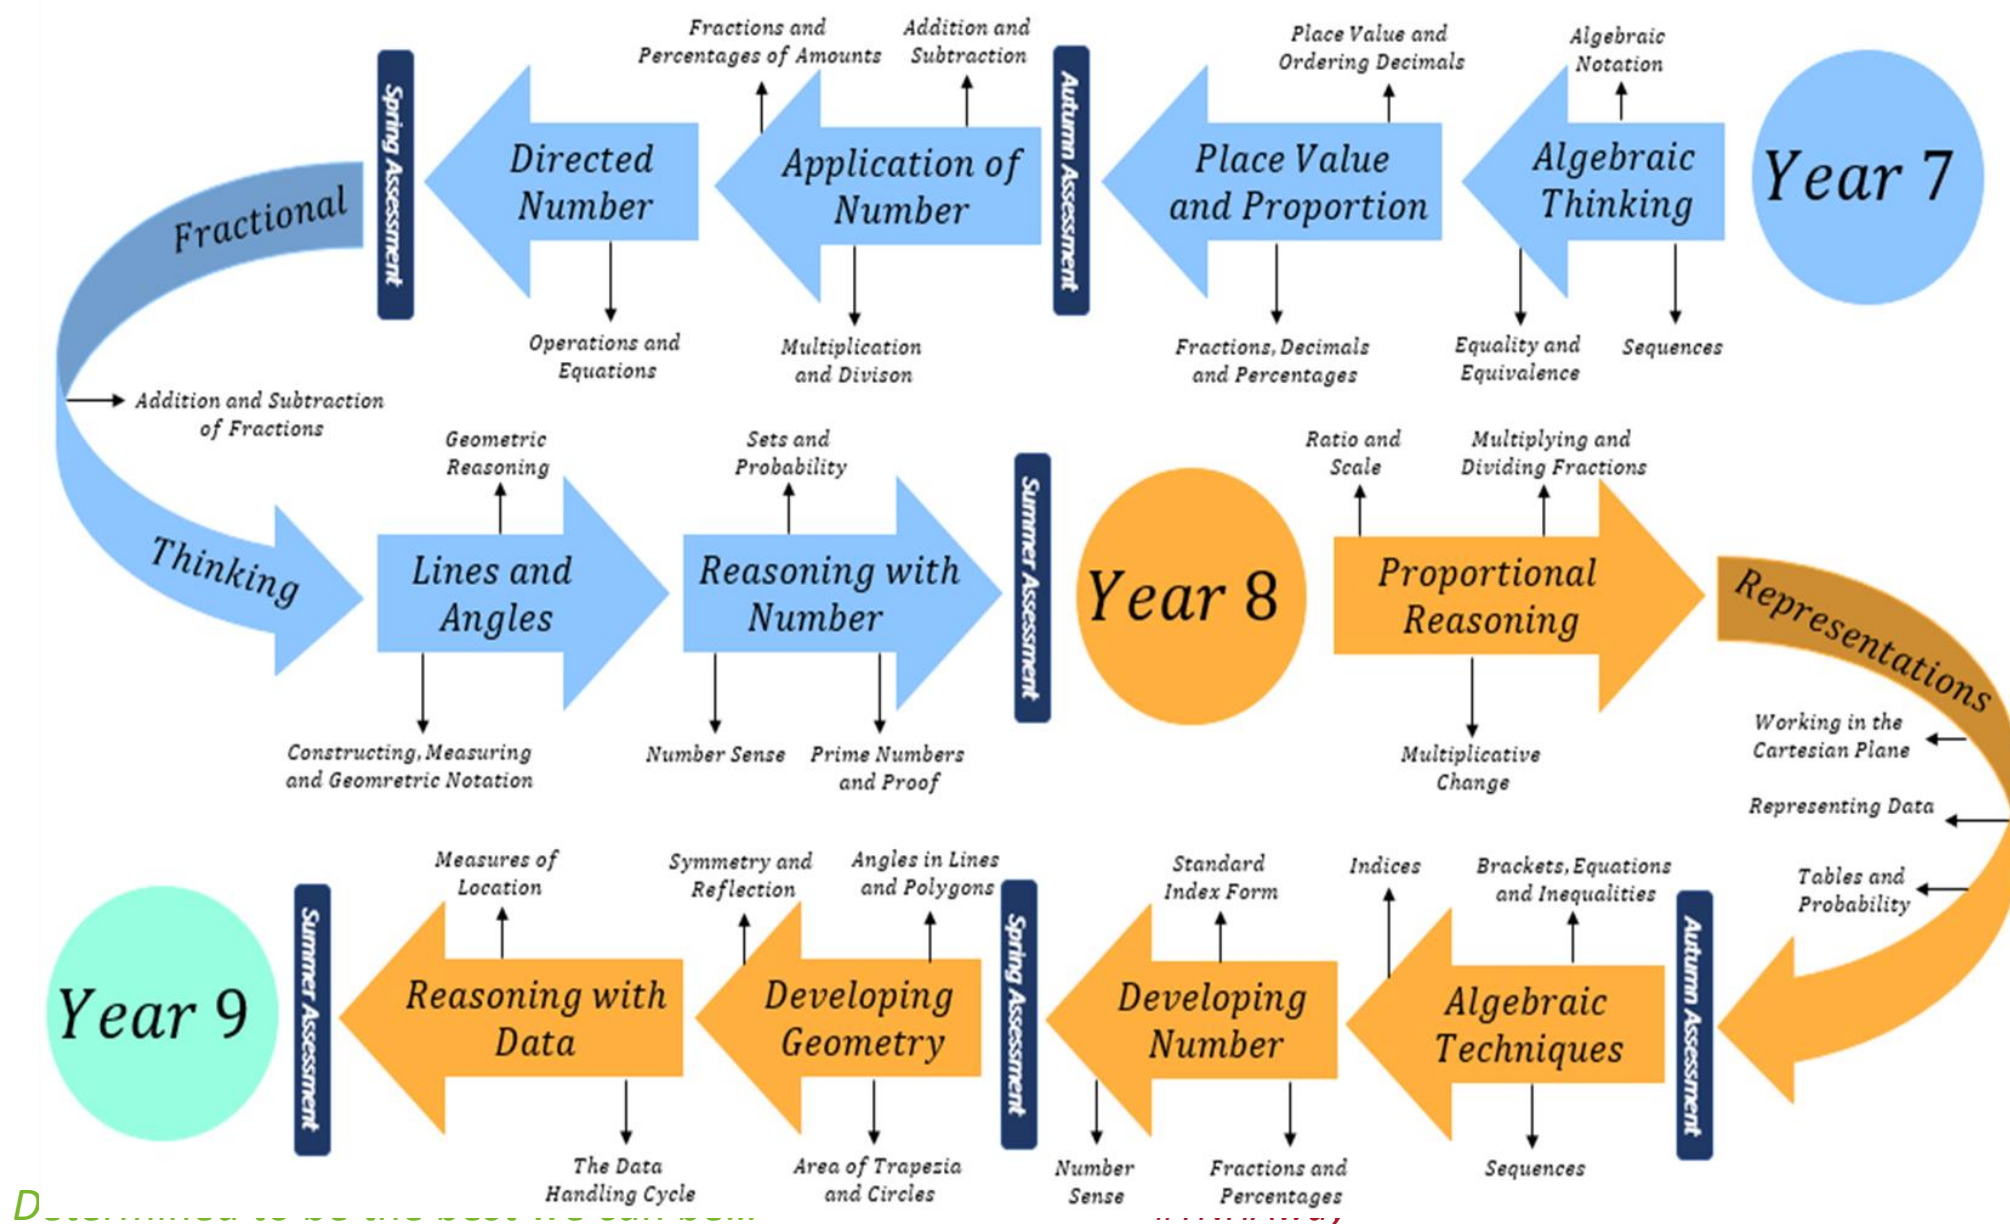 Year 7
Algebraic
Notation
Algebraic
Thinking
Sequences
Equality and
Equivalence
Place Value and
Ordering Decimals
Place Value
and Proportion
Fractions, Decimals
and Percentages
Autumn Assessment
Addition and
Subtraction
Fractions and
Percentages of Amounts
Application of
Number
Multiplication
and Divison
Directed
Number
Operations and
Equations
Spring Assessment
Fractional
Addition and Subtraction
of Fractions
Thinking
Geometric
Reasoning
Lines and
Angles
Constructing, Measuring
and Geomretric Notation
Sets and
Probability
Reasoning with
Number
Number Sense
Prime Numbers
and Proof
Summer Assessment
Year 8
Ratio and
Scale
Multiplying and
Dividing Fractions
Proportional
Reasoning
Multiplicative
Change
Representations
Working in the
Cartesian Plane
Representing Data
Tables and
Probability
Autumn Assessment
Brackets, Equations
and Inequalities
Indices
Algebraic
Techniques
Sequences
Standard
Index Form
Developing
Number
Fractions and
Percentages
Number
Sense
Spring Assessment
Angles in Lines
and Polygons
Symmetry and
Reflection
Developing
Geometry
Area of Trapezia
and Circles
Measures of
Location
Reasoning with
Data
The Data
Handling Cycle
Summer Assessment
Year 9
Determined to be the best we can be...